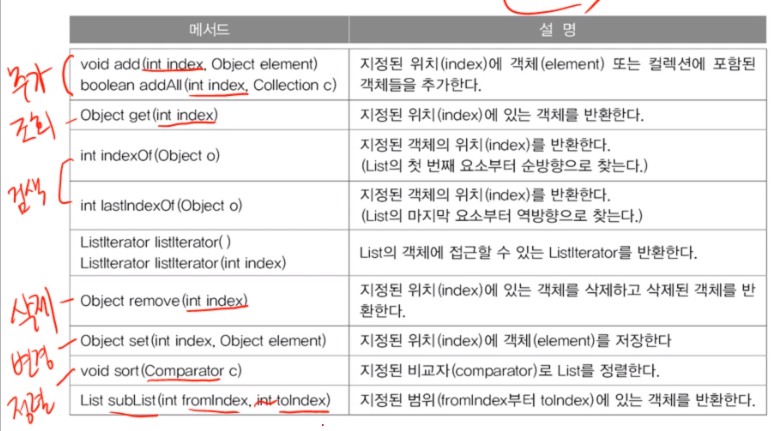 메서드 설 명
추가
void add(int index, Object element) 지정된 위치(index)에 객체(element) 또는 컬렉션에 포함된
boolean addAll(int index, Collection c) 객체들을 추가한다.
조회
Object get(int index) 지정된 위치(index)에 있는 객체를 반환한다.
검색
int indexOf(Object o) 지정된 객체의 위치(index)를 반환한다.
(List의 첫 번째 요소부터 순방향으로 찾는다.)
int lastIndexOf(Object o) 지정된 객체의 위치(index)를 반환한다.
(List의 마지막 요소부터 역방향으로 찾는다.)
ListIterator listIterator( ) List의 객체에 접근할 수 있는 ListIterator를 반환한다.
ListIterator listIterator(int index)
삭제
Object remove(int index) 지정된 위치(index)에 있는 객체를 삭제하고 삭제된 객체를 반
환한다.
변경
Object set(int index, Object element) 지정된 위치(index)에 객체(element)를 저장한다
void sort(Comparator c) 지정된 비교자(comparator)로 List를 정렬한다.
정렬
List subList(int fromIndex, int toIndex) 지정된 범위(fromIndex부터 toIndex)에 있는 객체를 반환한다.